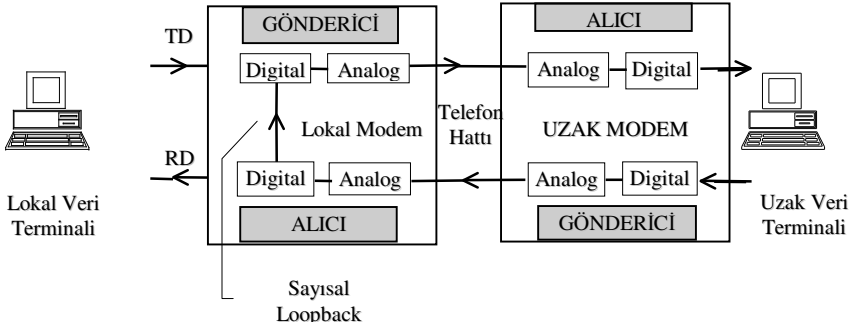 GÖNDERİCİ
ALICI
TD
Digital
Analog
Analog
Digital
Lokal Modem
Telefon
Hattı
UZAK MODEM
RD
Digital
Analog
Analog
Digital
Lokal Veri
Terminali
ALICI
GÖNDERİCİ
Uzak Veri
Terminali
Sayısal
Loopback